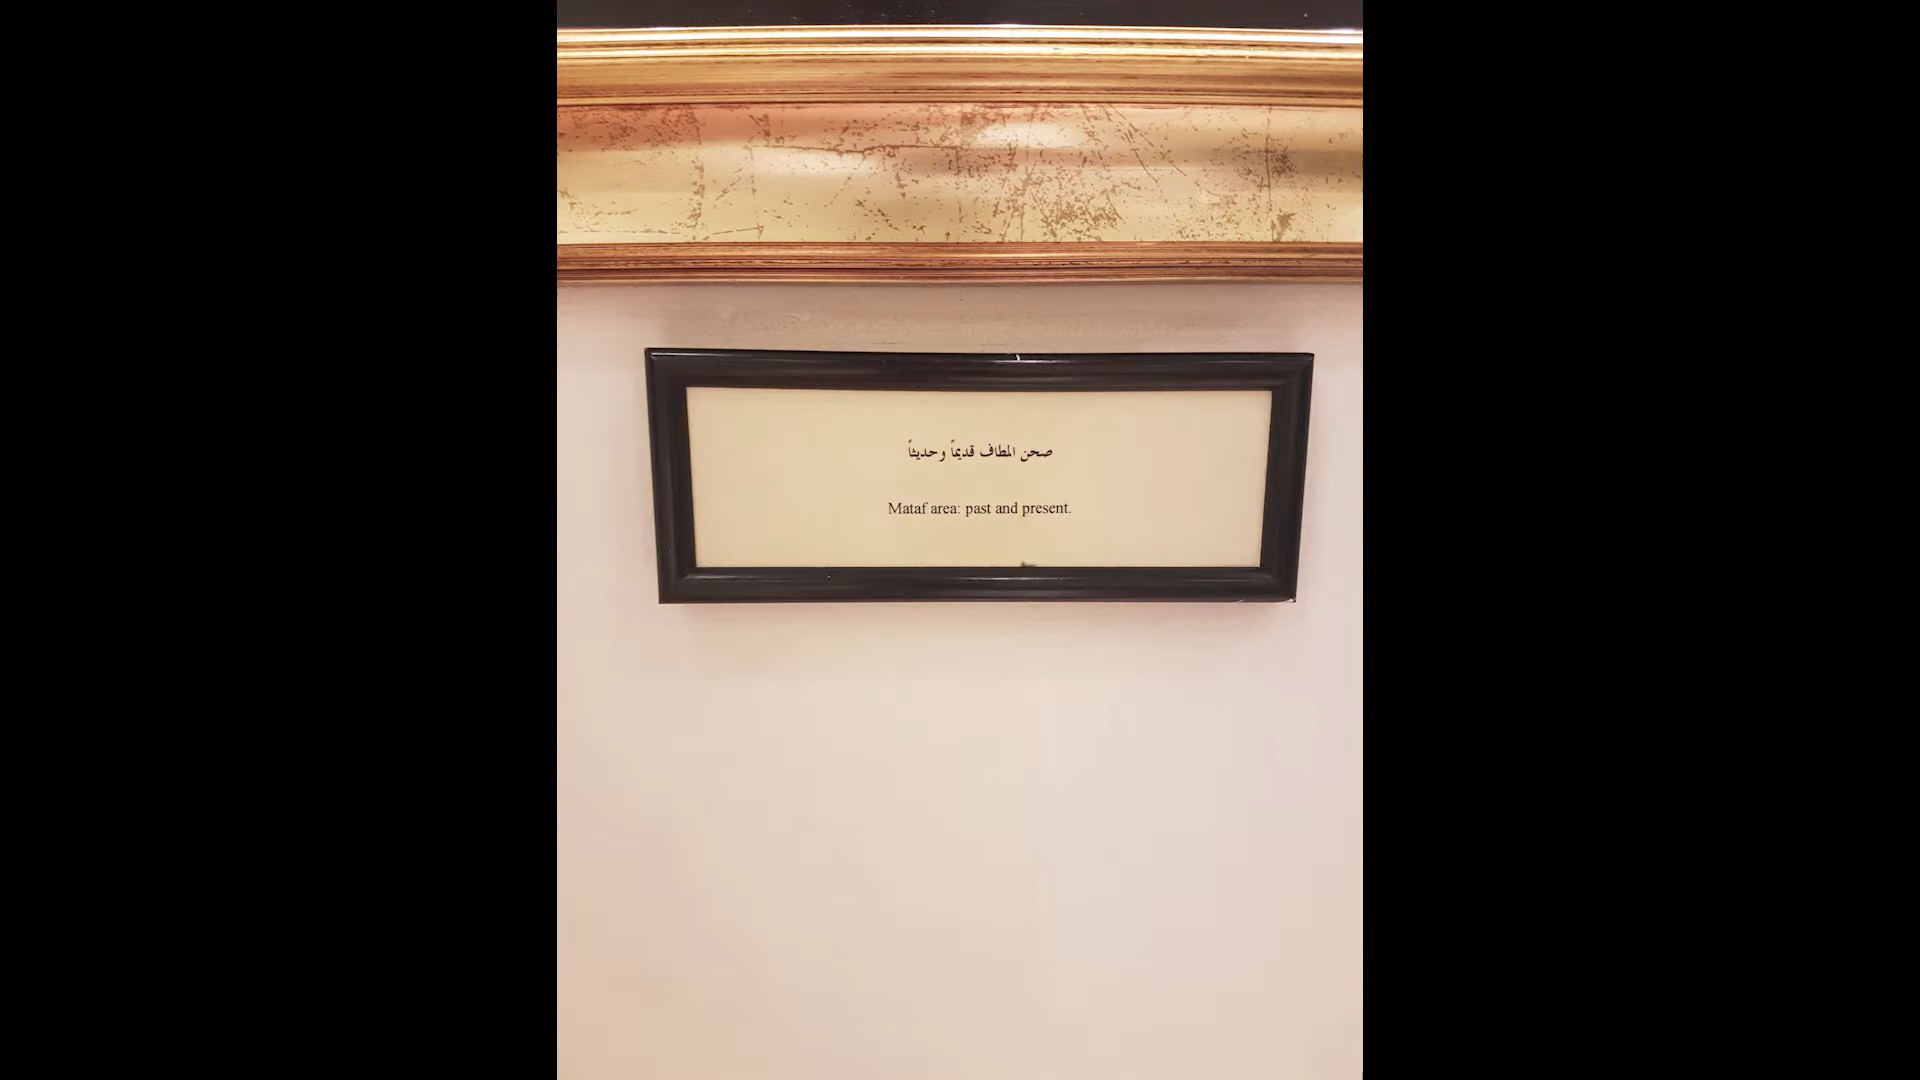 صحن المطاف قديماً وحديثاً
Mataf area: past and present.